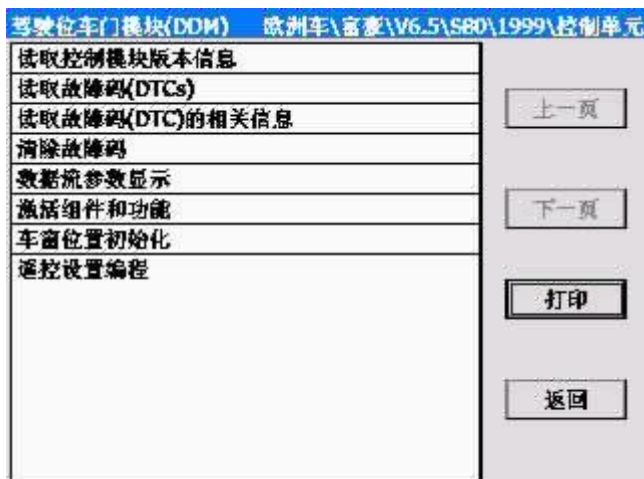 驾驶位车门模块(DDM) 欧洲车\富豪\V6.5\S80\1999\控制单元
读取控制模块版本信息
读取故障码(DTCs)
读取故障码(DTC)的相关信息
清除故障码
数据流参数显示
激活组件和功能
车窗位置初始化
遥控设置编程
上一页
下一页
打印
返回